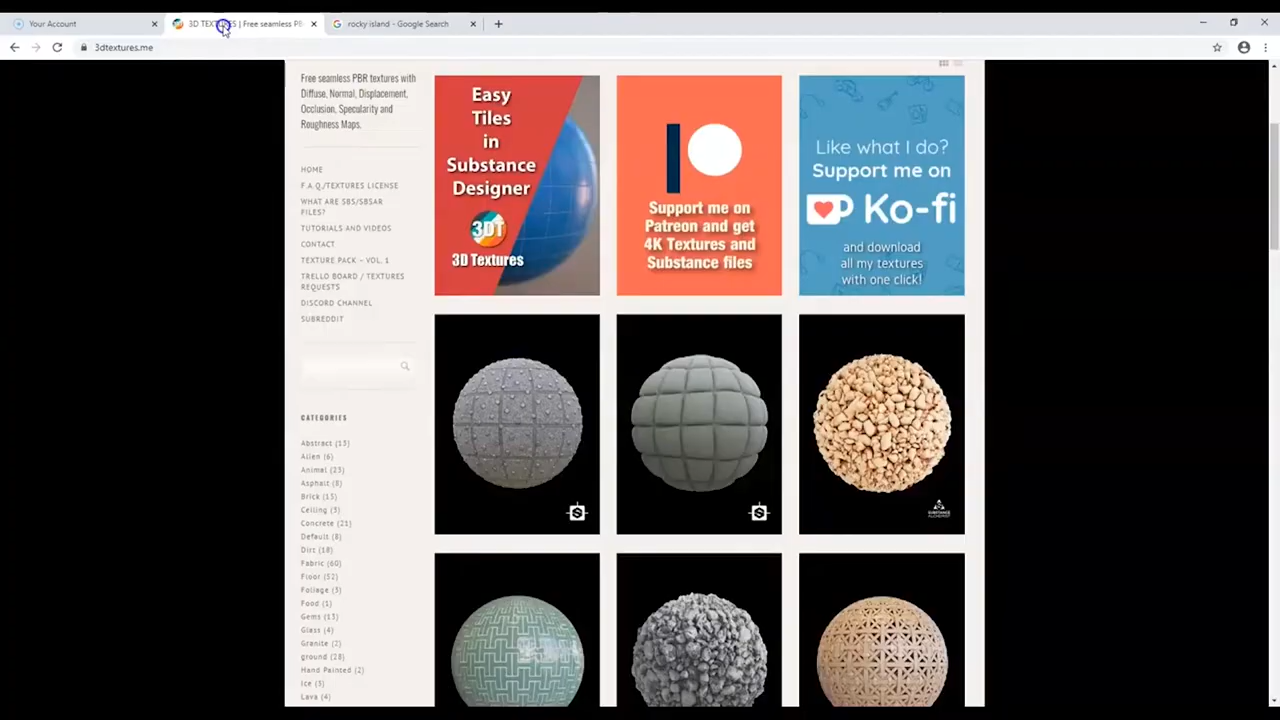 Your Account
3D TEXTURES | Free seamless PB
rocky island - Google Search
3dtextures.me
Free seamless PBR textures with
Diffuse, Normal, Displacement,
Occlusion, Specularity and
Roughness Maps.
HOME
F.A.Q./TEXTURES LICENSE
WHAT ARE SBS/SBSAR
FILES?
TUTORIALS AND VIDEOS
CONTACT
TEXTURE PACK – VOL. 1
TRELLO BOARD / TEXTURES
REQUESTS
DISCORD CHANNEL
SUBREDDIT
CATEGORIES
Abstract (13)
Alien (6)
Animal (23)
Asphalt (8)
Brick (15)
Ceiling (3)
Concrete (21)
Default (8)
Dirt (18)
Fabric (60)
Floor (52)
Foliage (3)
Food (1)
Gems (13)
Glass (4)
Granite (2)
ground (28)
Hand Painted (2)
Ice (5)
Lava (4)
Easy
Tiles
in
Substance
Designer
3DT
3D Textures
Support me on
Patreon and get
4K Textures and
Substance files
Like what I do?
Support me on
Ko-fi
and download
all my textures
with one click!
SUBSTANCE
ALCHEMIST